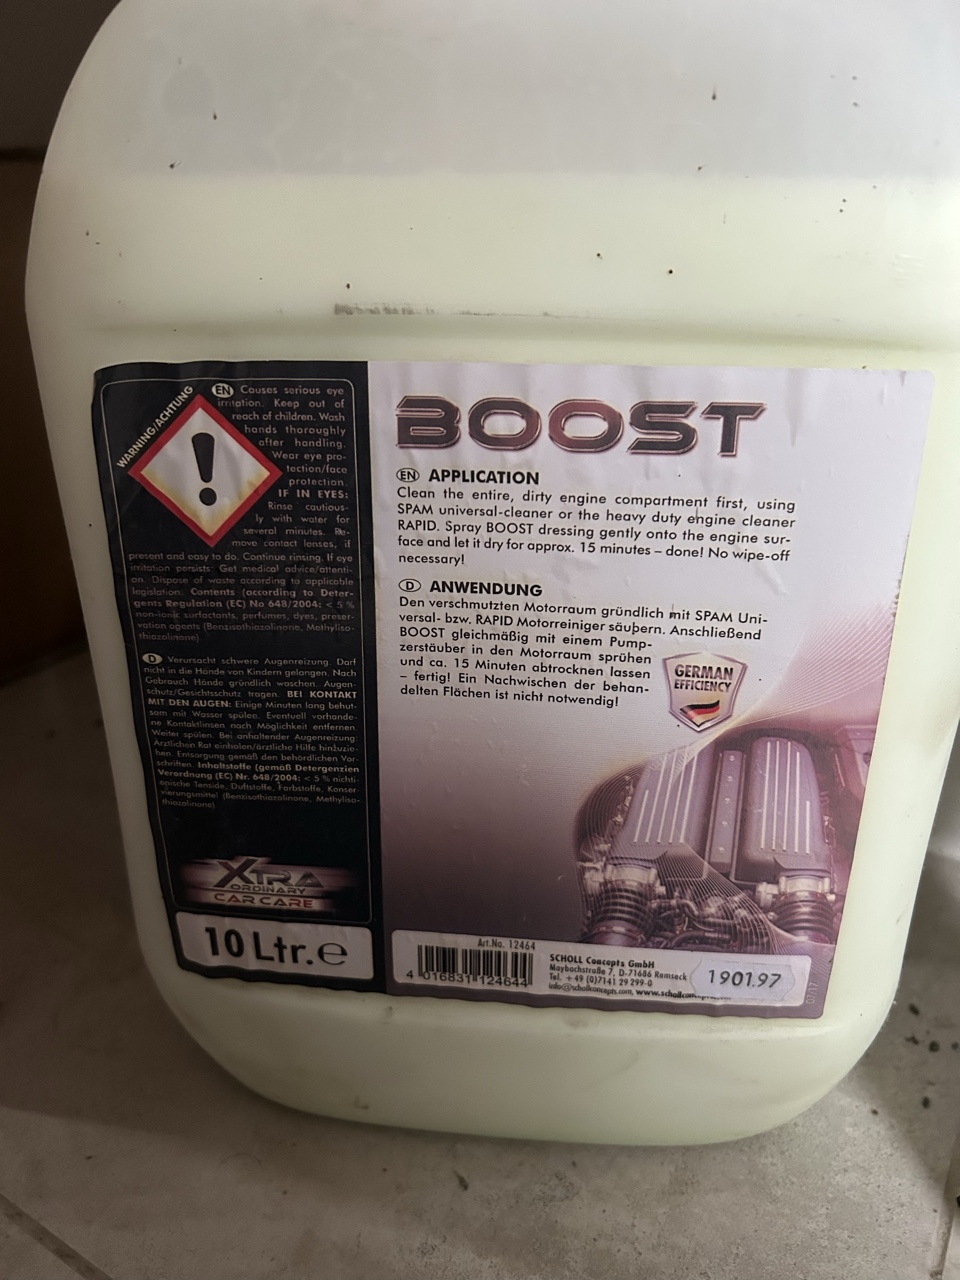 WARNING/ACHTUNG
EN Causes serious eye
irritation. Keep out of
reach of children. Wash
hands thoroughly
after handling.
Wear eye pro-
tection/face
protection.
IF IN EYES:
Rinse cautious-
ly with water for
several minutes. Re-
move contact lenses, if
present and easy to do. Continue rinsing. If eye
irritation persists: Get medical advice/attenti-
on. Dispose of waste according to applicable
legislation. Contents (according to Deter-
gents Regulation (EC) No 648/2004: < 5 %
non-ionic surfactants, perfumes, dyes, preser-
vation agents (Benzisothiazolinone, Methyliso-
thiazolinone)
D Verursacht schwere Augenreizung. Darf
nicht in die Hände von Kindern gelangen. Nach
Gebrauch Hände gründlich waschen. Augen-
schutz/Gesichtsschutz tragen. BEI KONTAKT
MIT DEN AUGEN: Einige Minuten lang behut-
sam mit Wasser spülen. Eventuell vorhande-
ne Kontaktlinsen nach Möglichkeit entfernen.
Weiter spülen. Bei anhaltender Augenreizung:
Ärztlichen Rat einholen/ärztliche Hilfe hinzuzie-
hen. Entsorgung gemäß den behördlichen Vor-
schriften. Inhaltsstoffe (gemäß Detergenzien
Verordnung (EC) Nr. 648/2004: < 5 % nichti-
onische Tenside, Duftstoffe, Farbstoffe, Konser-
vierungsmittel (Benzisothiazolinone, Methyliso-
thiazolinone)
XTRA
ORDINARY
CAR CARE
10 Ltr.e
BOOST
EN APPLICATION
Clean the entire, dirty engine compartment first, using
SPAM universal-cleaner or the heavy duty engine cleaner
RAPID. Spray BOOST dressing gently onto the engine sur-
face and let it dry for approx. 15 minutes – done! No wipe-off
necessary!
D ANWENDUNG
Den verschmutzten Motorraum gründlich mit SPAM Uni-
versal- bzw. RAPID Motorreiniger säubern. Anschließend
BOOST gleichmäßig mit einem Pump-
zerstäuber in den Motorraum sprühen
und ca. 15 Minuten abtrocknen lassen
– fertig! Ein Nachwischen der behan-
delten Flächen ist nicht notwendig!
GERMAN
EFFICIENCY
Art.No. 12464
4 016831 124644
SCHOLL Concepts GmbH
Maybachstraße 7, D-71686 Remseck
Tel. +49 (0)7141 29 299-0
info@schollconcepts.com, www.schollconcepts.com
1901.97
07/17